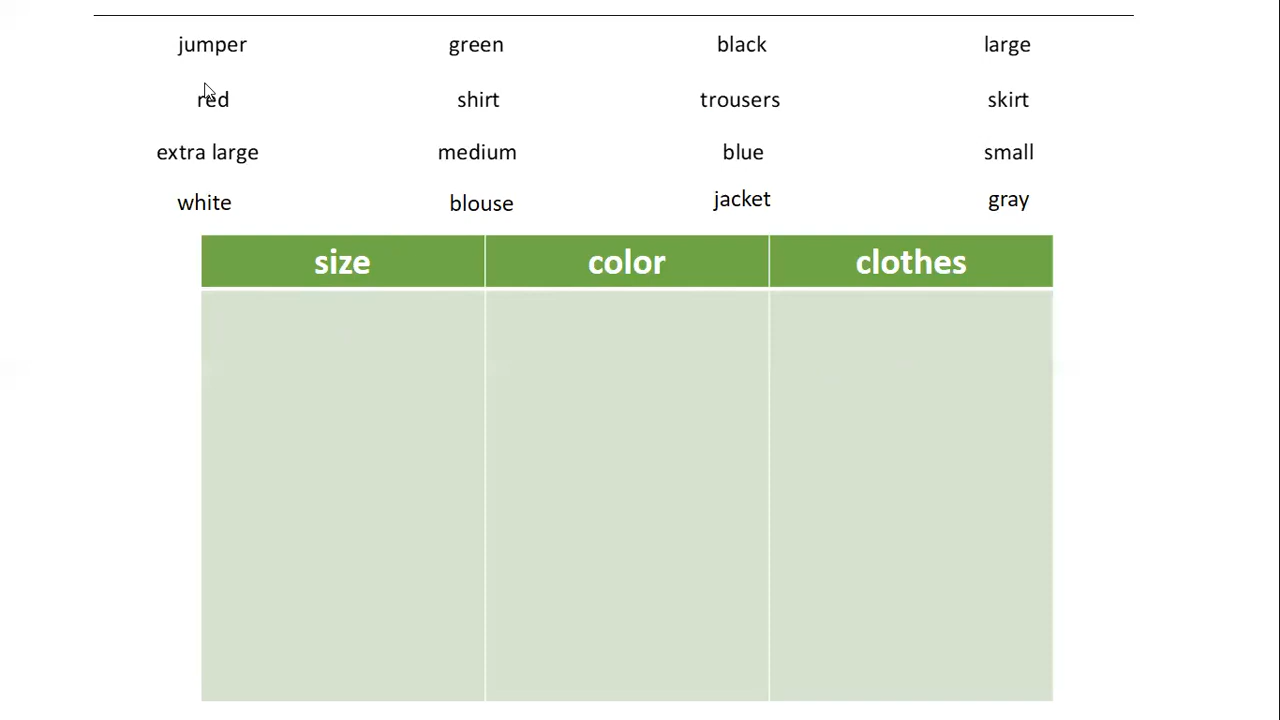 jumper green black large
red shirt trousers skirt
extra large medium blue small
white blouse jacket gray
size color clothes